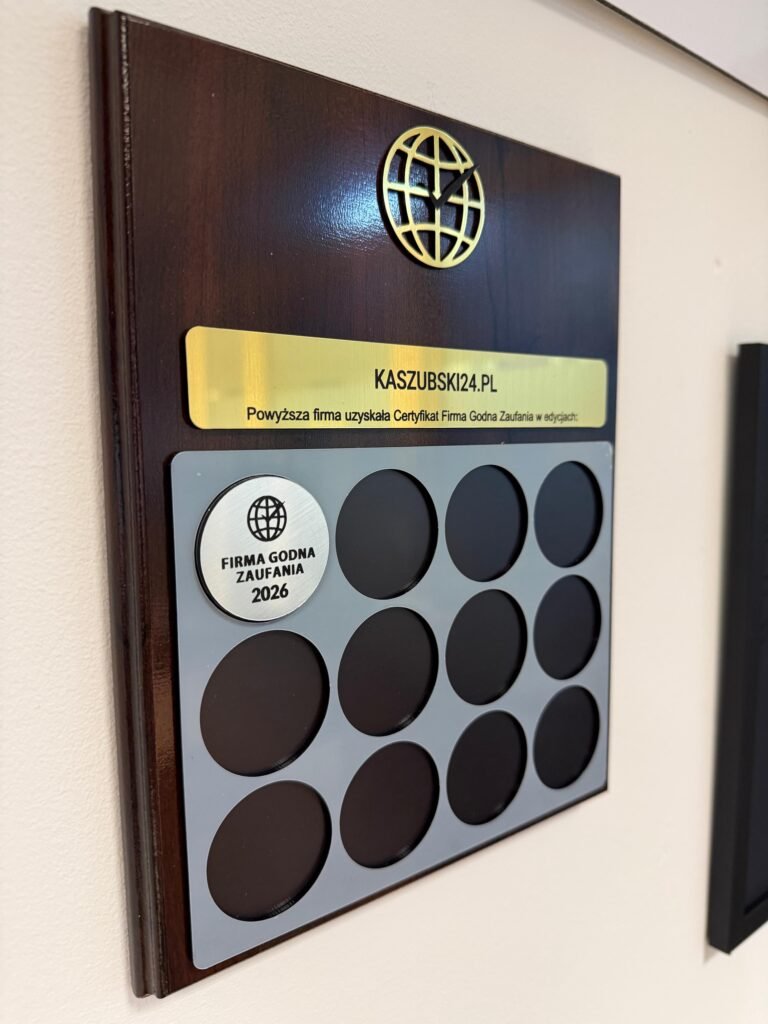 KASZUBSKI24.PL
Powyższa firma uzyskała Certyfikat Firma Godna Zaufania w edycjach:
FIRMA GODNA
ZAUFANIA
2026